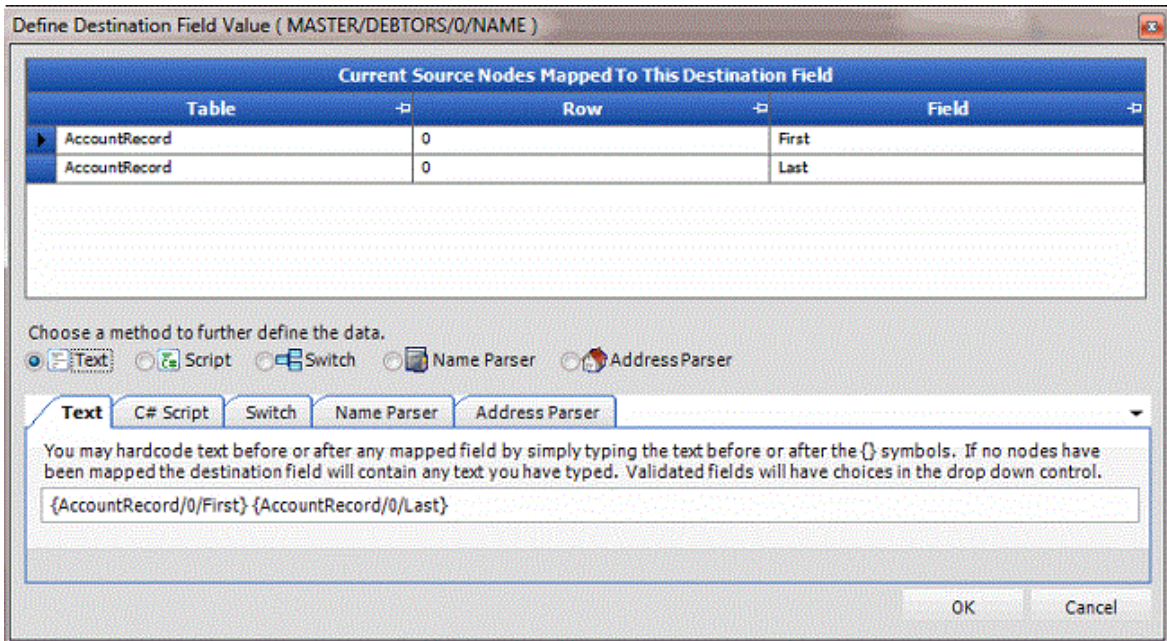 Define Destination Field Value ( MASTER/DEBTORS/0/NAME )
Current Source Nodes Mapped To This Destination Field
Table Row Field
AccountRecord 0 First
AccountRecord 0 Last
Choose a method to further define the data.
Text Script Switch Name Parser Address Parser
Text C# Script Switch Name Parser Address Parser
You may hardcode text before or after any mapped field by simply typing the text before or after the {} symbols. If no nodes have
been mapped the destination field will contain any text you have typed. Validated fields will have choices in the drop down control.
{AccountRecord/0/First} {AccountRecord/0/Last}
OK Cancel